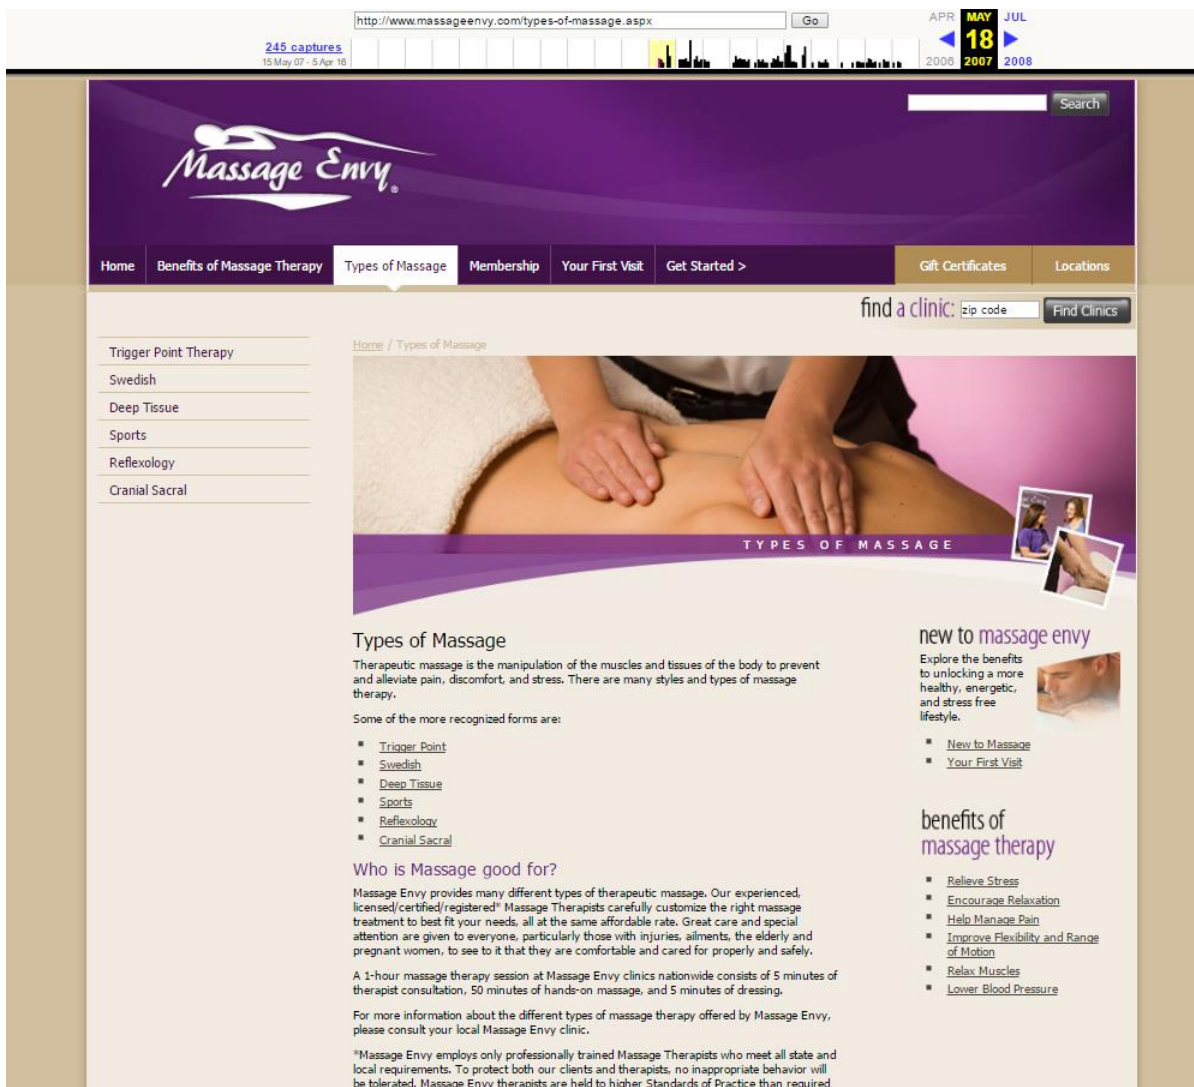 http://www.massageenvy.com/types-of-massage.aspx Go
APR MAY JUL
245 captures
15 May 07 - 5 Apr 16
18
2006 2007 2008
Search
Massage Envy®
Home Benefits of Massage Therapy Types of Massage Membership Your First Visit Get Started > Gift Certificates Locations
find a clinic: zip code Find Clinics
Home / Types of Massage
Trigger Point Therapy
Swedish
Deep Tissue
Sports
Reflexology
Cranial Sacral
TYPES OF MASSAGE
Types of Massage
Therapeutic massage is the manipulation of the muscles and tissues of the body to prevent
and alleviate pain, discomfort, and stress. There are many styles and types of massage
therapy.
Some of the more recognized forms are:
Trigger Point
Swedish
Deep Tissue
Sports
Reflexology
Cranial Sacral
Who is Massage good for?
Massage Envy provides many different types of therapeutic massage. Our experienced,
licensed/certified/registered* Massage Therapists carefully customize the right massage
treatment to best fit your needs, all at the same affordable rate. Great care and special
attention are given to everyone, particularly those with injuries, ailments, the elderly and
pregnant women, to see to it that they are comfortable and cared for properly and safely.
A 1-hour massage therapy session at Massage Envy clinics nationwide consists of 5 minutes of
therapist consultation, 50 minutes of hands-on massage, and 5 minutes of dressing.
For more information about the different types of massage therapy offered by Massage Envy,
please consult your local Massage Envy clinic.
*Massage Envy employs only professionally trained Massage Therapists who meet all state and
local requirements. To protect both our clients and therapists, no inappropriate behavior will
be tolerated. Massage Envy therapists are held to higher Standards of Practice than required
new to massage envy
Explore the benefits
to unlocking a more
healthy, energetic,
and stress free
lifestyle.
New to Massage
Your First Visit
benefits of
massage therapy
Relieve Stress
Encourage Relaxation
Help Manage Pain
Improve Flexibility and Range
of Motion
Relax Muscles
Lower Blood Pressure